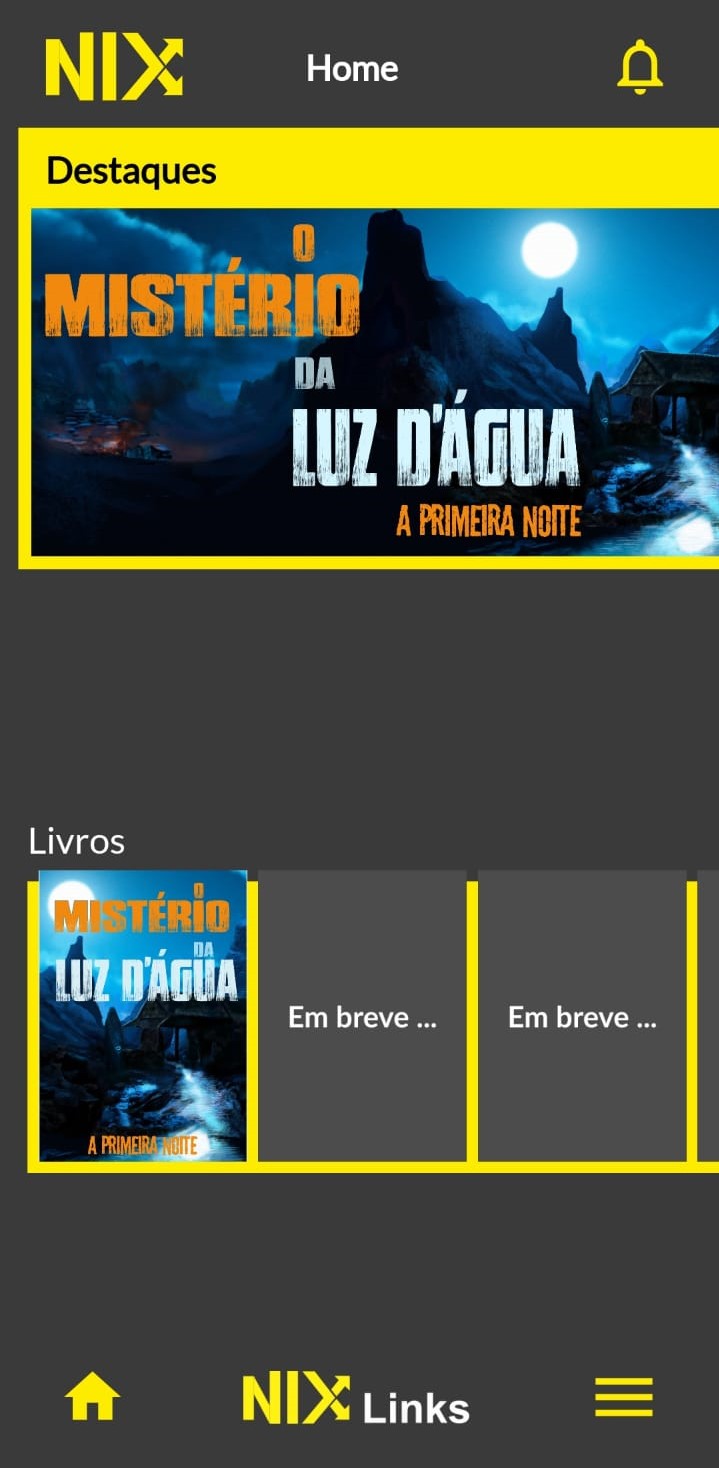 NIX
Home
Destaques
O
MISTÉRIO
DA
LUZ D'ÁGUA
A PRIMEIRA NOITE
Livros
O
MISTÉRIO
DA
LUZ D'ÁGUA
A PRIMEIRA NOITE
Em breve ...
Em breve ...
NIX Links